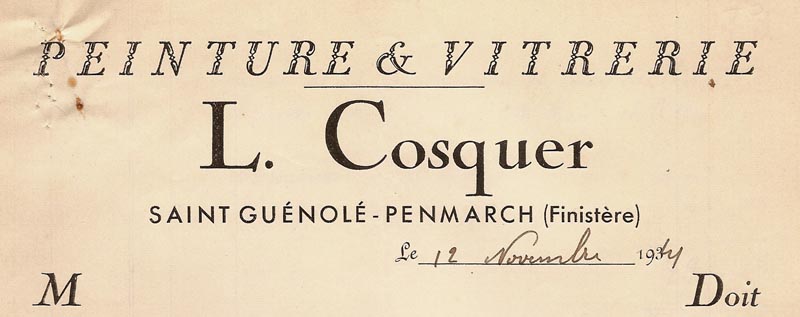 PEINTURE & VITRERIE
L. Cosquer
SAINT GUÉNOLÉ-PENMARCH (Finistère)
Le 12 Novembre 1934
M Doit